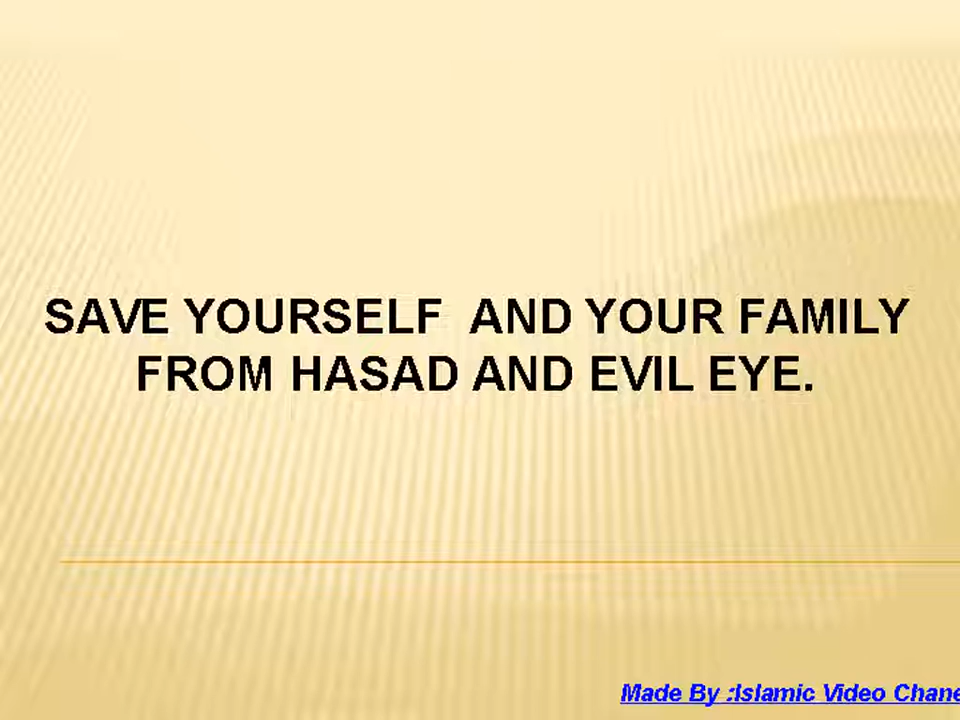 SAVE YOURSELF AND YOUR FAMILY
FROM HASAD AND EVIL EYE.
Made By :Islamic Video Chane